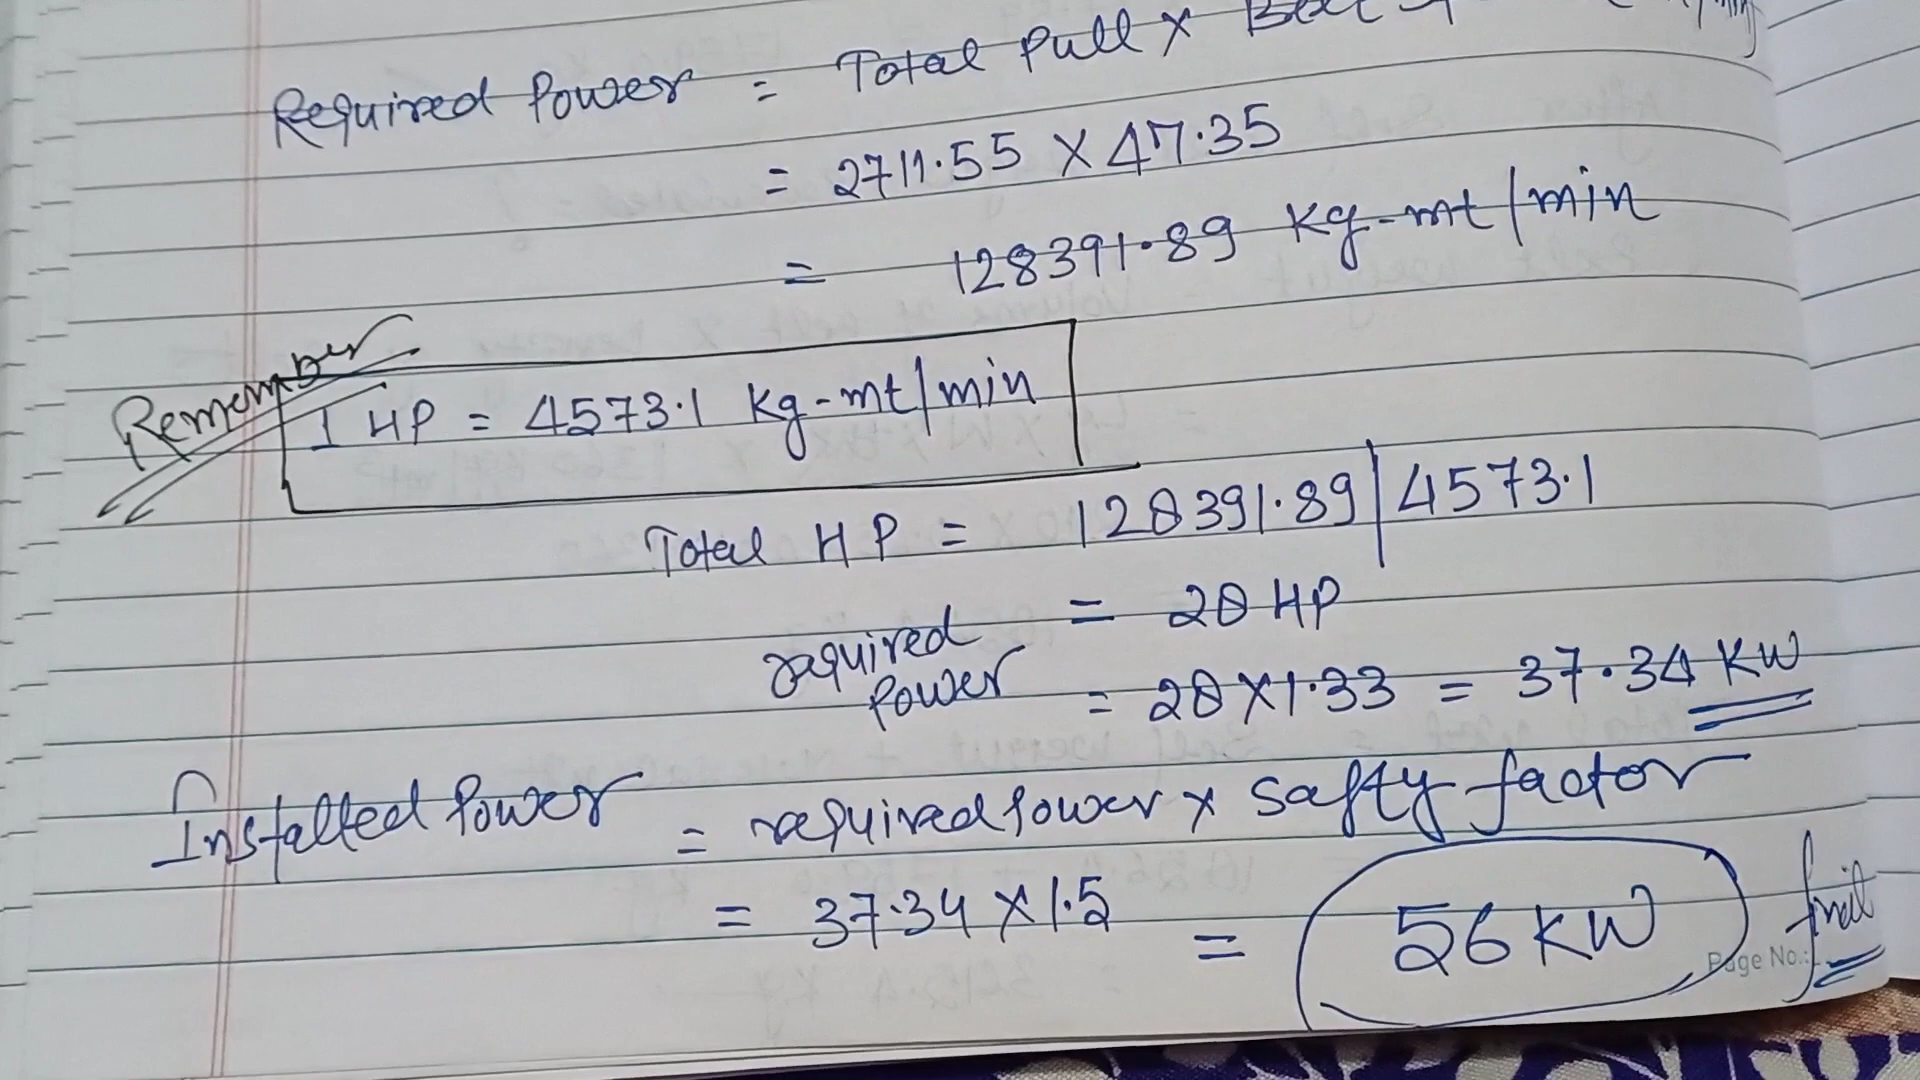 Required Power = Total Pull ×
= 2711.55 × 47.35
= 128391.89 Kg-mt/min
Remember
1 HP = 4573.1 Kg-mt/min
Total HP = 128391.89 / 4573.1
= 28 HP
required Power = 28 × 1.33 = 37.34 KW
Installed Power = required Power × Safty factor
= 37.34 × 1.5 = 56 KW final
Page No.: